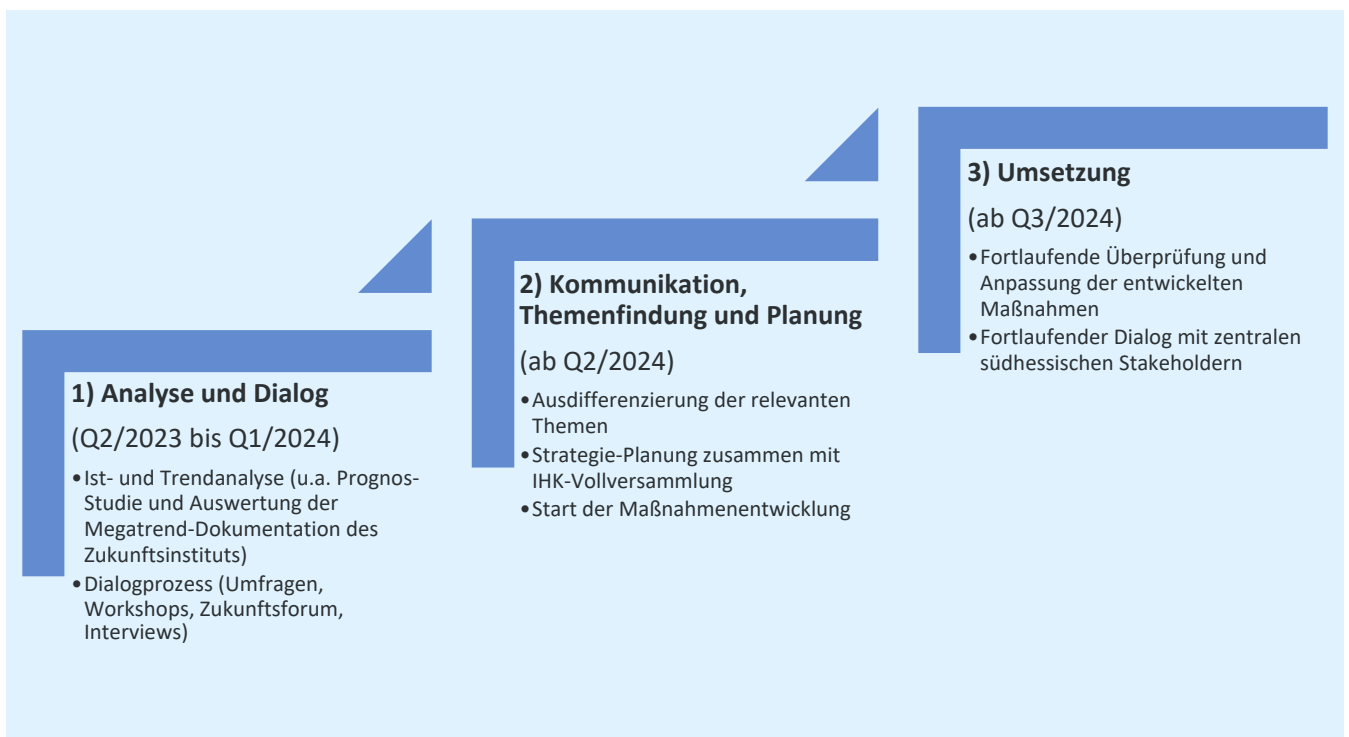 1) Analyse und Dialog
(Q2/2023 bis Q1/2024)
•Ist- und Trendanalyse (u.a. Prognos-
Studie und Auswertung der
Megatrend-Dokumentation des
Zukunftsinstituts)
•Dialogprozess (Umfragen,
Workshops, Zukunftsforum,
Interviews)
2) Kommunikation,
Themenfindung und Planung
(ab Q2/2024)
•Ausdifferenzierung der relevanten
Themen
•Strategie-Planung zusammen mit
IHK-Vollversammlung
•Start der Maßnahmenentwicklung
3) Umsetzung
(ab Q3/2024)
•Fortlaufende Überprüfung und
Anpassung der entwickelten
Maßnahmen
•Fortlaufender Dialog mit zentralen
südhessischen Stakeholdern